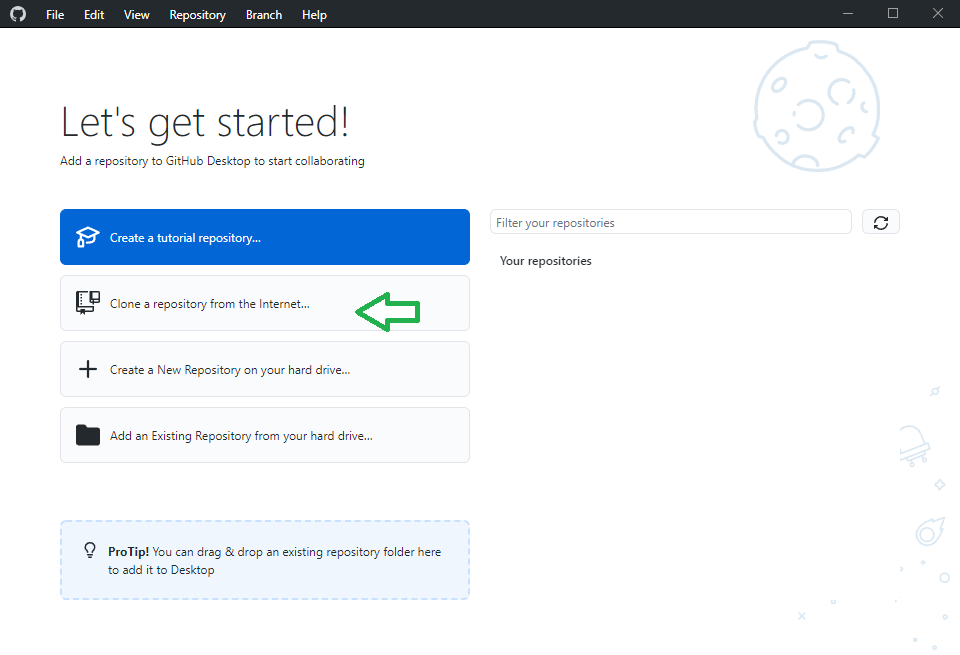 File Edit View Repository Branch Help
Let's get started!
Add a repository to GitHub Desktop to start collaborating
Create a tutorial repository...
Clone a repository from the Internet...
Create a New Repository on your hard drive...
Add an Existing Repository from your hard drive...
ProTip! You can drag & drop an existing repository folder here
to add it to Desktop
Filter your repositories
Your repositories